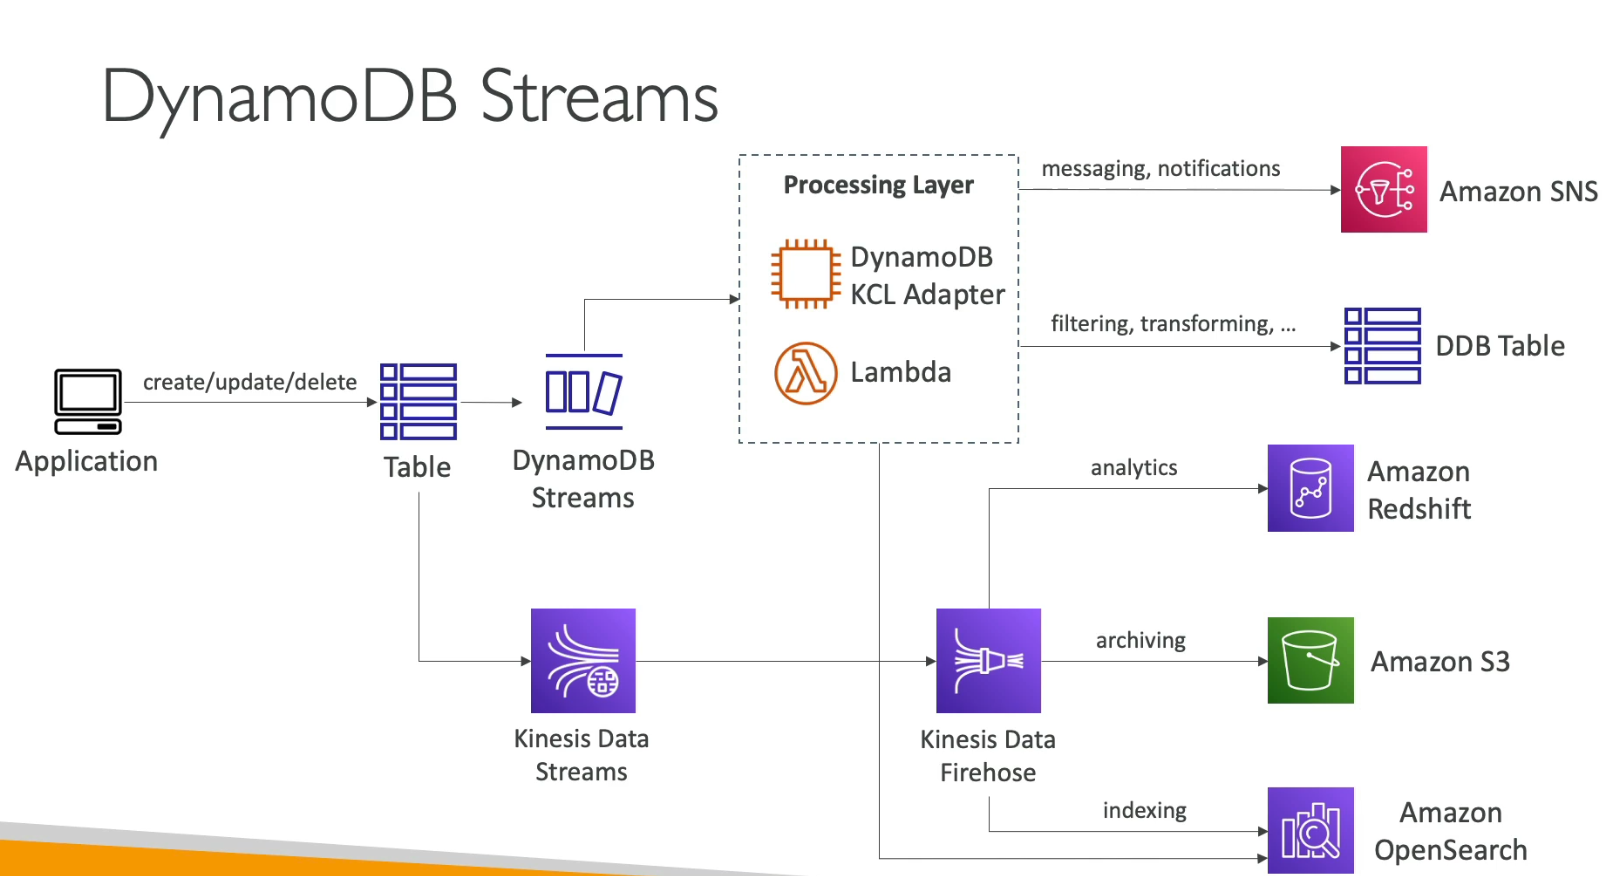 DynamoDB Streams
Processing Layer
DynamoDB
KCL Adapter
Lambda
messaging, notifications
Amazon SNS
filtering, transforming, ...
DDB Table
create/update/delete
Application
Table
DynamoDB
Streams
analytics
Amazon
Redshift
Kinesis Data
Streams
Kinesis Data
Firehose
archiving
Amazon S3
indexing
Amazon
OpenSearch